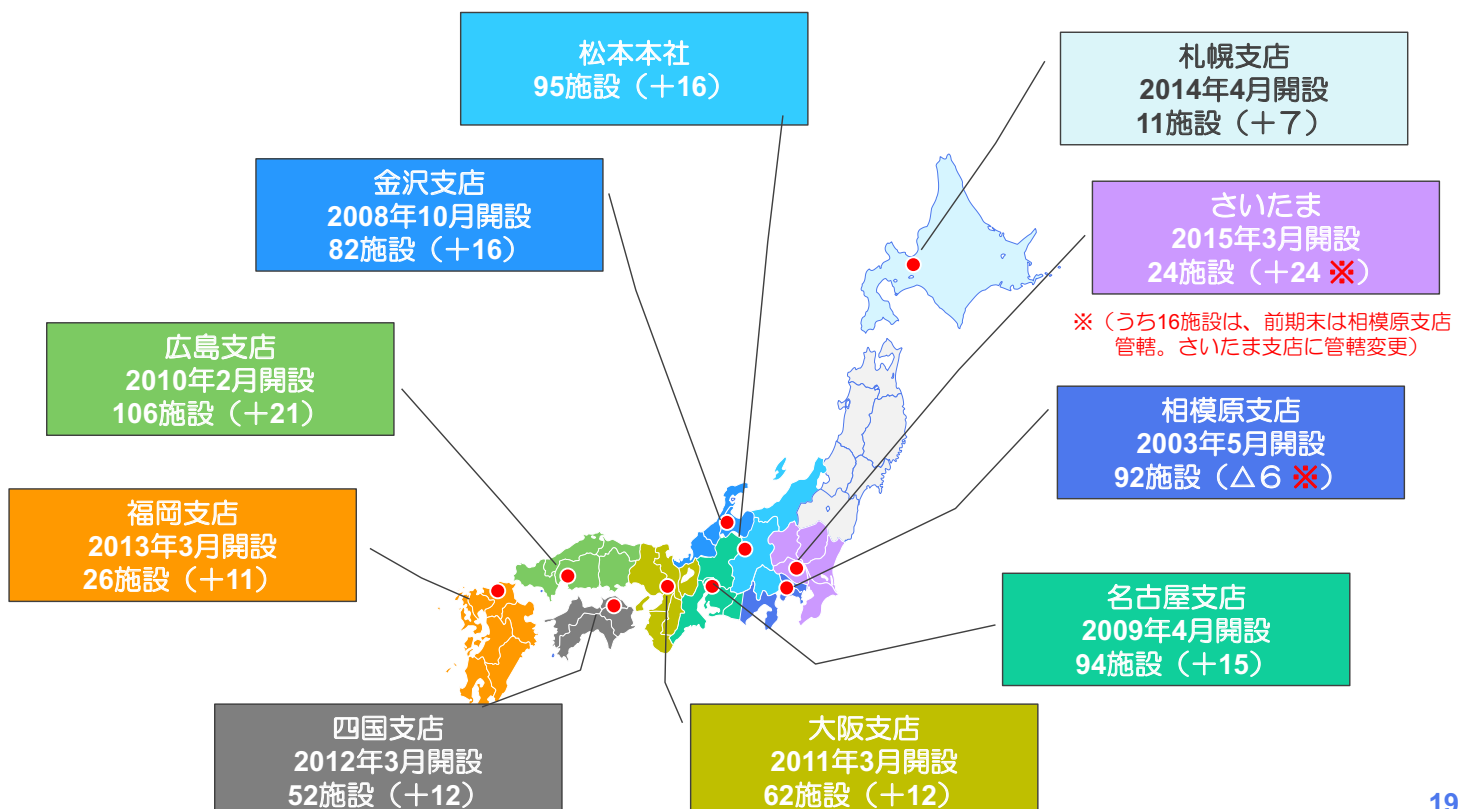 松本本社
95施設（＋16）
札幌支店
2014年4月開設
11施設（＋７）
金沢支店
2008年10月開設
82施設（＋16）
さいたま
2015年3月開設
24施設（＋24 ※）
※（うち16施設は、前期末は相模原支店
管轄。さいたま支店に管轄変更）
広島支店
2010年2月開設
106施設（＋21）
相模原支店
2003年5月開設
92施設（△６ ※）
福岡支店
2013年3月開設
26施設（＋11）
名古屋支店
2009年4月開設
94施設（＋15）
四国支店
2012年3月開設
52施設（＋12）
大阪支店
2011年3月開設
62施設（＋12）
19